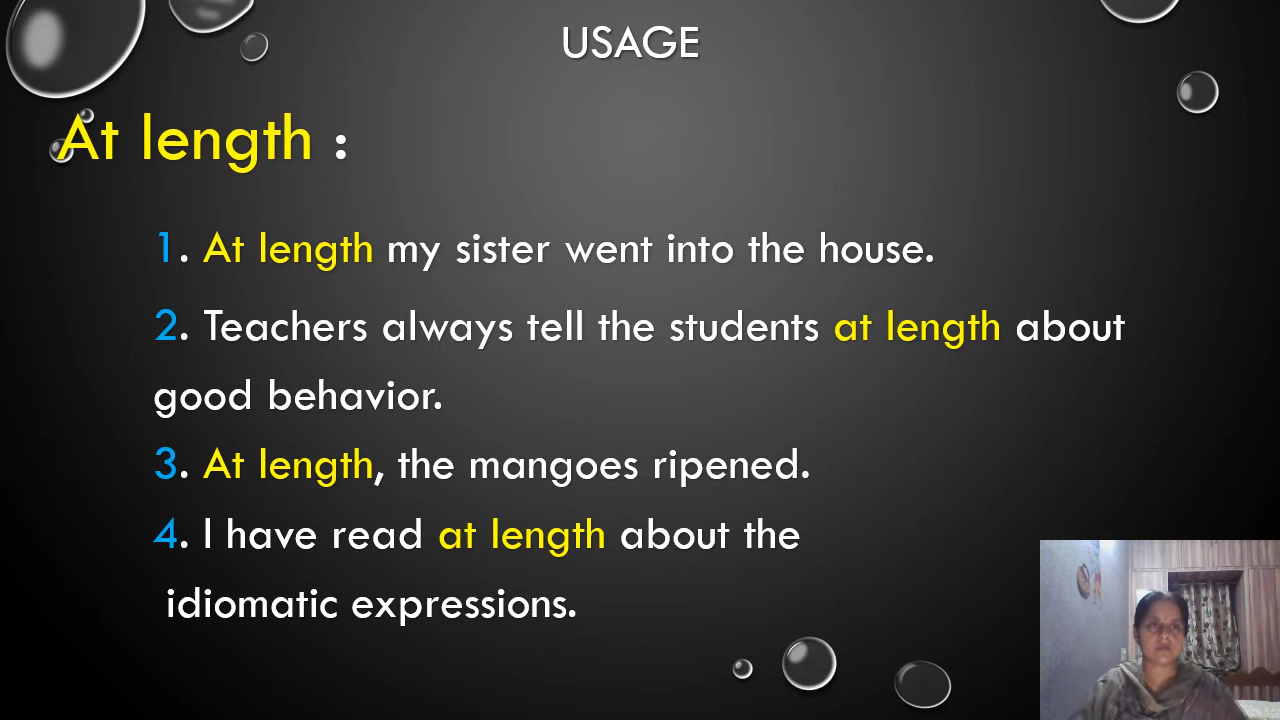 USAGE
At length :
1. At length my sister went into the house.
2. Teachers always tell the students at length about
good behavior.
3. At length, the mangoes ripened.
4. I have read at length about the
idiomatic expressions.